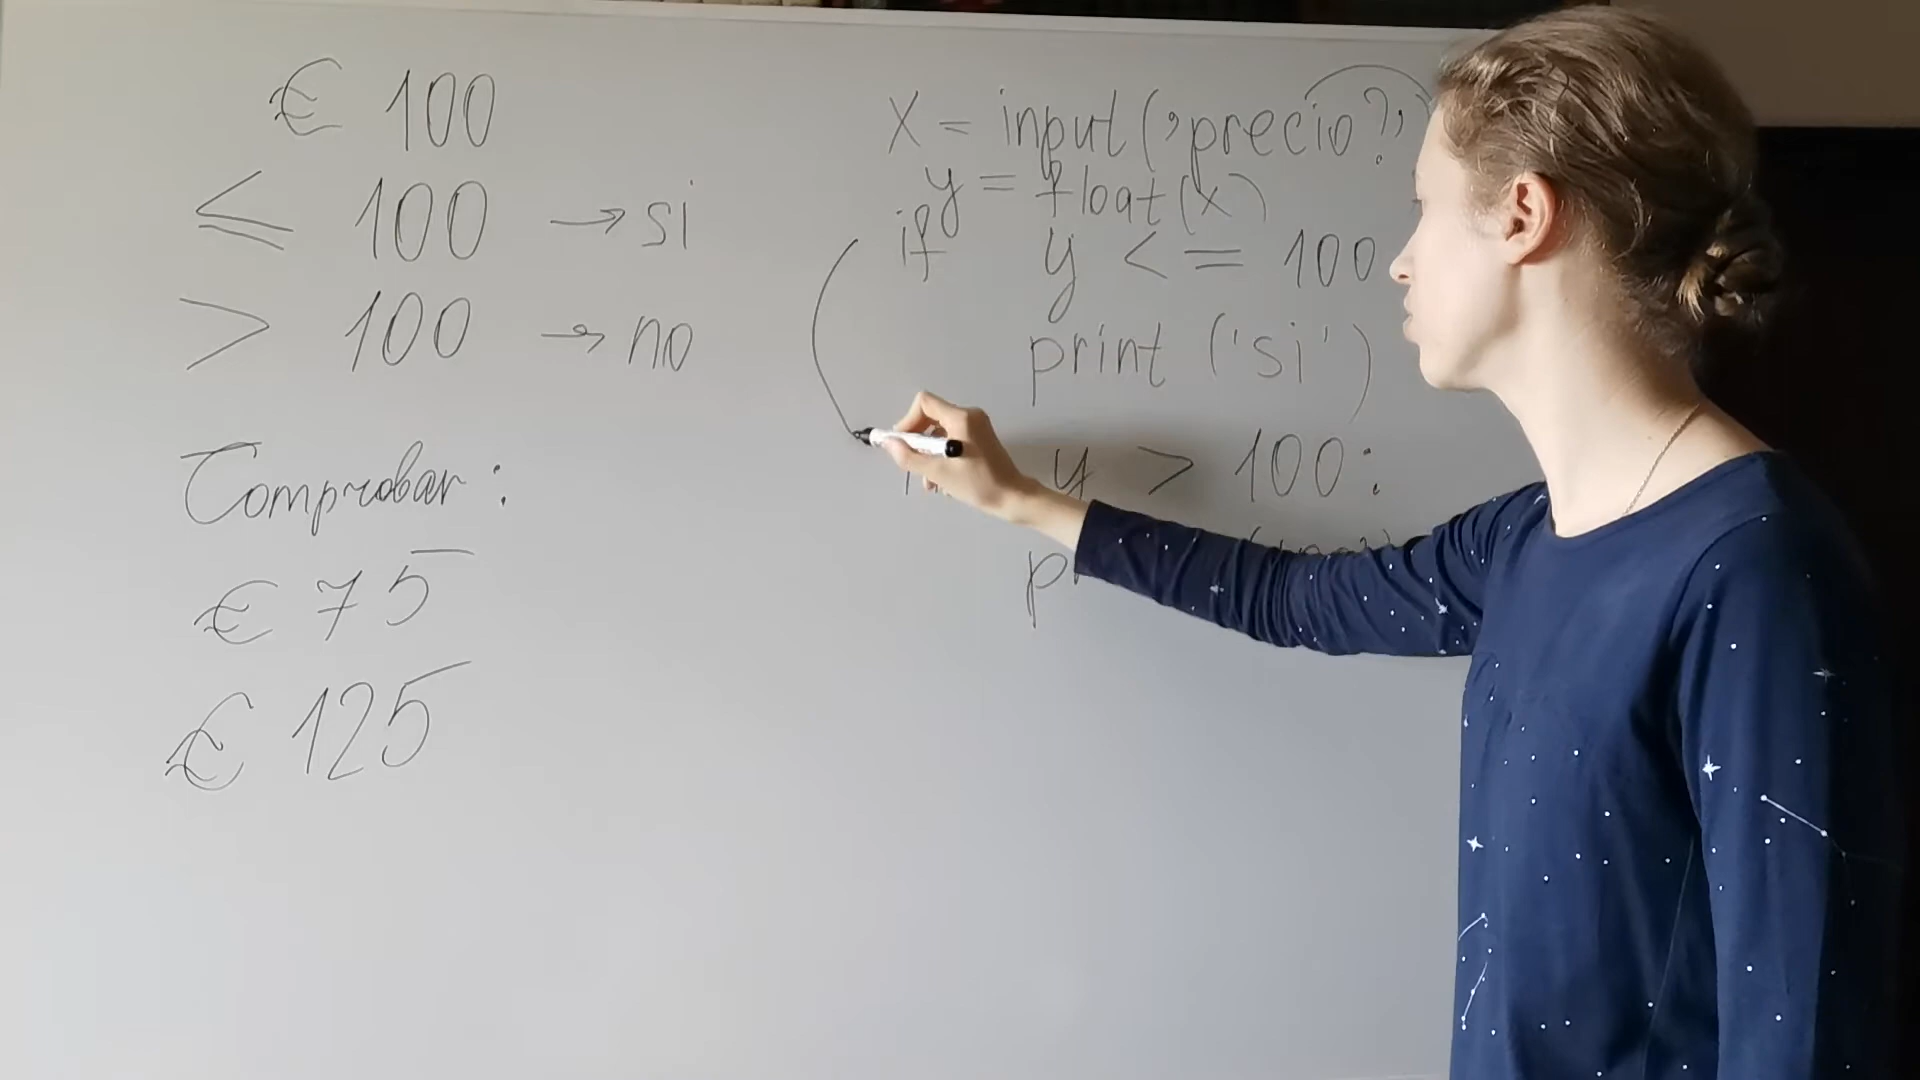 € 100
≤ 100 → si
> 100 → no
Comprobar:
€ 75
€ 125
x = input('precio?'
y = float(x)
if y <= 100
print ('si')
y > 100: